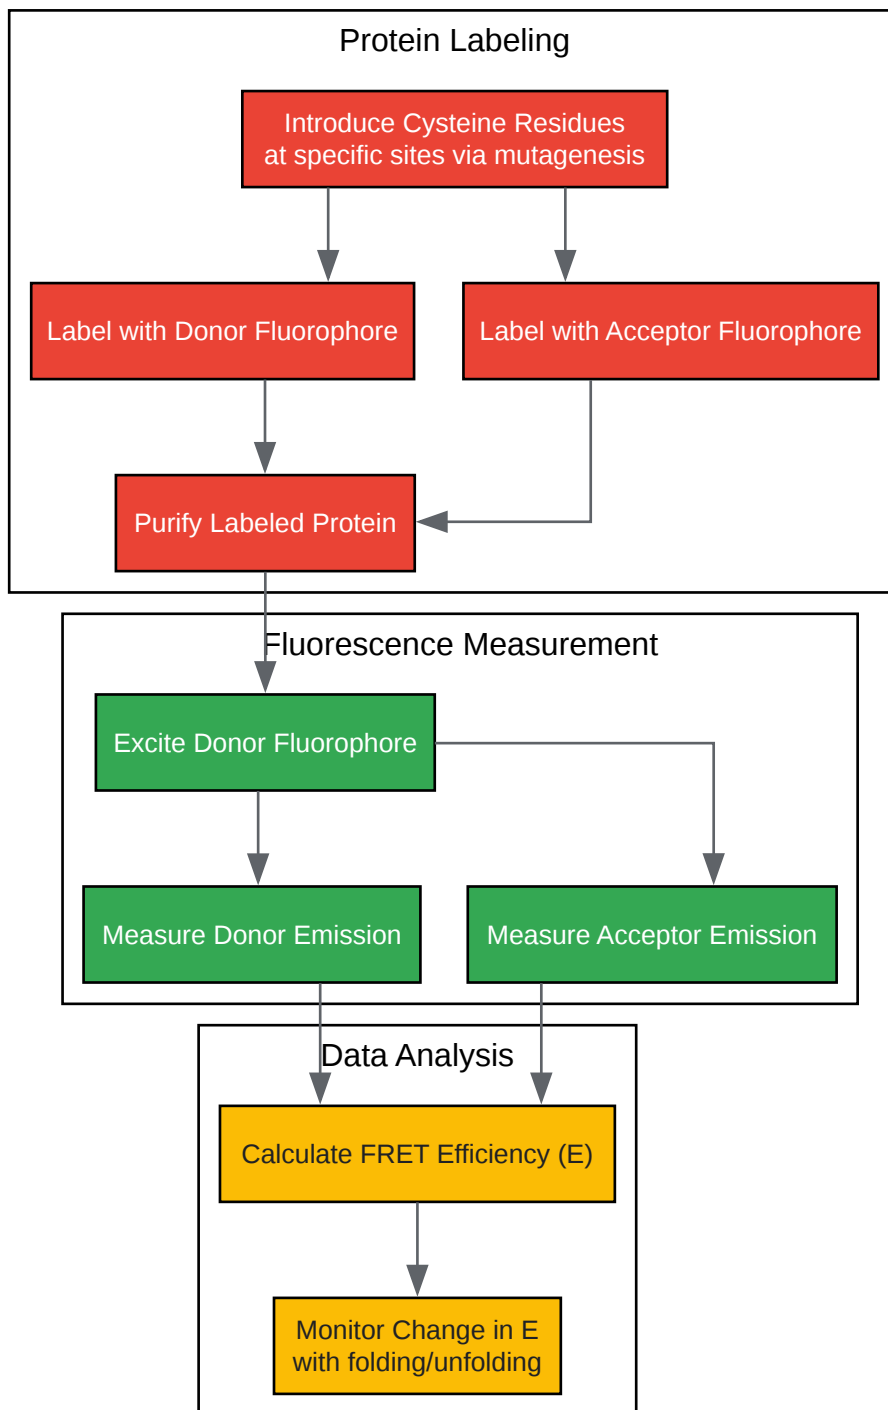 Protein Labeling
Introduce Cysteine Residues
at specific sites via mutagenesis
Label with Donor Fluorophore
Label with Acceptor Fluorophore
Purify Labeled Protein
Fluorescence Measurement
Excite Donor Fluorophore
Measure Donor Emission
Measure Acceptor Emission
Data Analysis
Calculate FRET Efficiency (E)
Monitor Change in E
with folding/unfolding